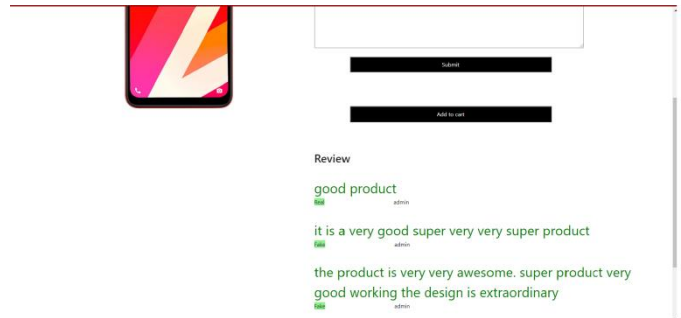 Submit
Add to cart
Review
good product
Real admin
it is a very good super very very super product
Fake admin
the product is very very awesome. super product very
good working the design is extraordinary
Fake admin